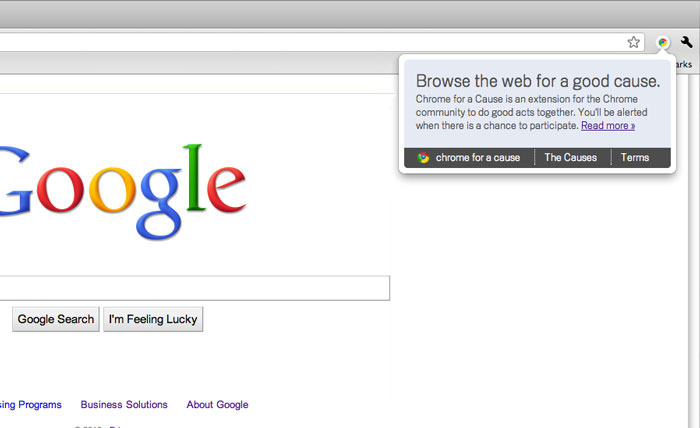 arks
Browse the web for a good cause.
Chrome for a Cause is an extension for the Chrome
community to do good acts together. You'll be alerted
when there is a chance to participate. Read more »
chrome for a cause
The Causes
Terms
Google
Google Search
I'm Feeling Lucky
sing Programs
Business Solutions
About Google